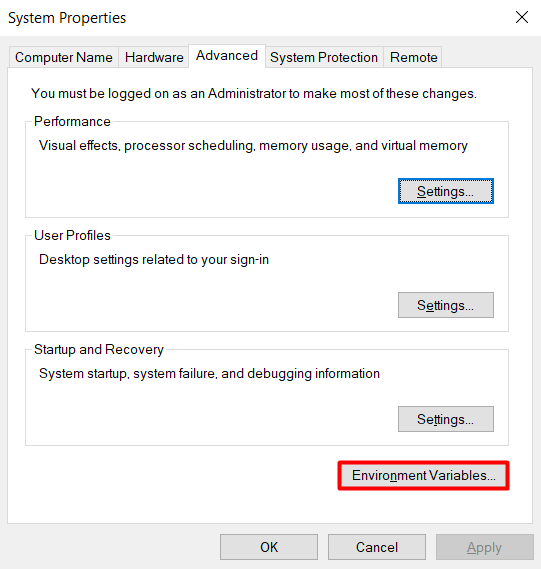 System Properties
Computer Name Hardware Advanced System Protection Remote
You must be logged on as an Administrator to make most of these changes.
Performance
Visual effects, processor scheduling, memory usage, and virtual memory
Settings...
User Profiles
Desktop settings related to your sign-in
Settings...
Startup and Recovery
System startup, system failure, and debugging information
Settings...
Environment Variables...
OK Cancel Apply